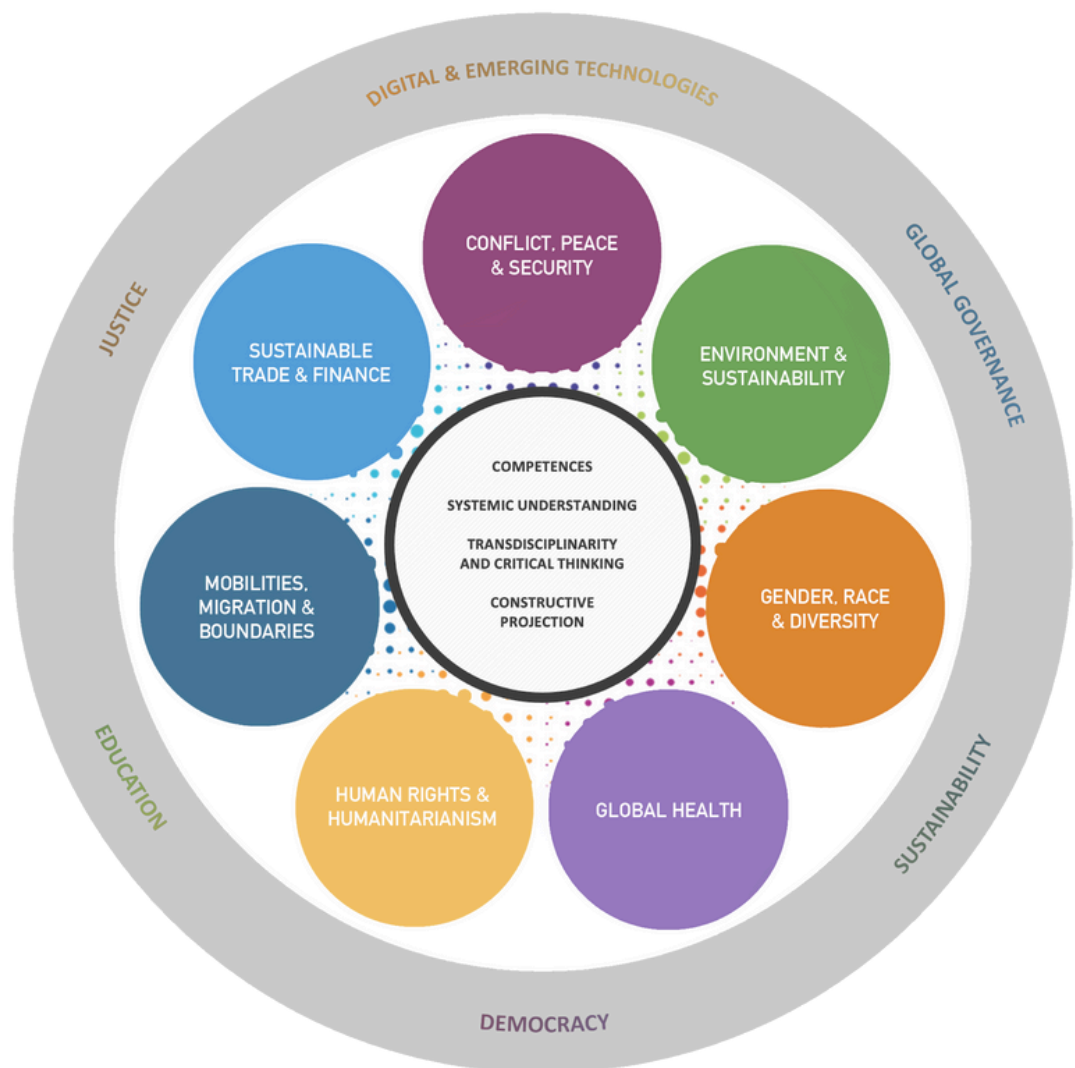 DIGITAL & EMERGING TECHNOLOGIES
GLOBAL GOVERNANCE
SUSTAINABILITY
DEMOCRACY
EDUCATION
JUSTICE
CONFLICT, PEACE
& SECURITY
ENVIRONMENT &
SUSTAINABILITY
GENDER, RACE
& DIVERSITY
GLOBAL HEALTH
HUMAN RIGHTS &
HUMANITARIANISM
MOBILITIES,
MIGRATION &
BOUNDARIES
SUSTAINABLE
TRADE & FINANCE
COMPETENCES
SYSTEMIC UNDERSTANDING
TRANSDISCIPLINARITY
AND CRITICAL THINKING
CONSTRUCTIVE
PROJECTION